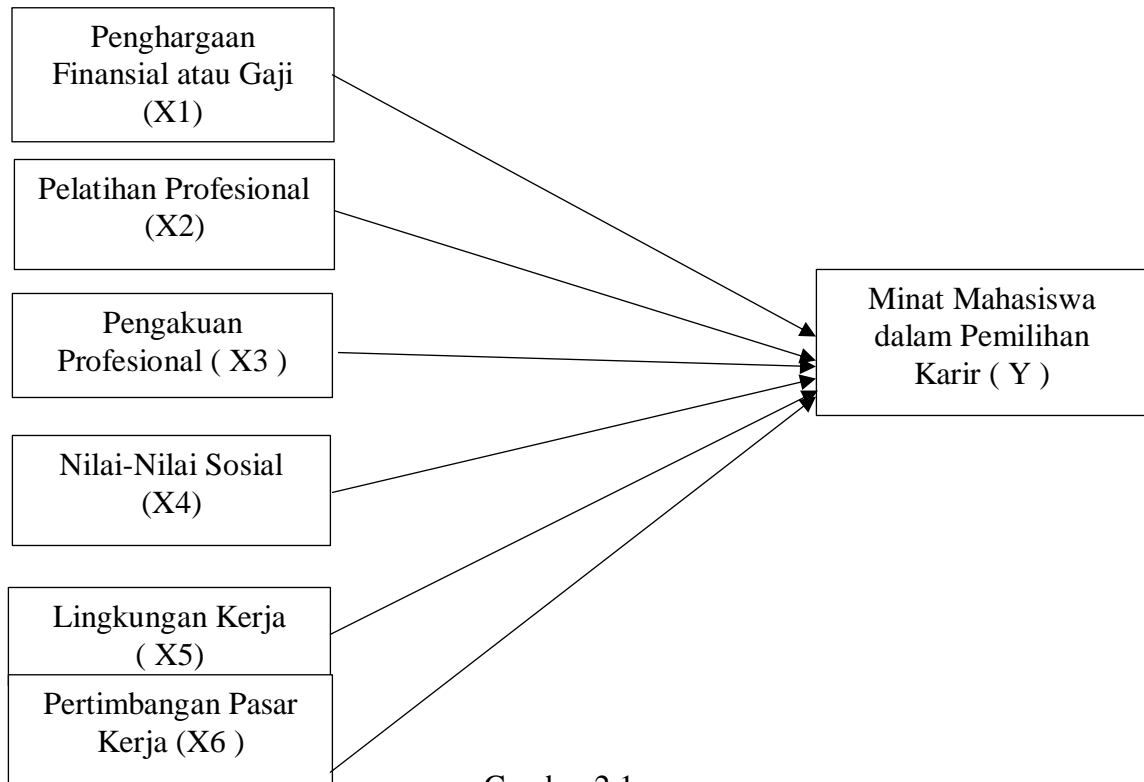 Penghargaan
Finansial atau Gaji
(X1)
Pelatihan Profesional
(X2)
Pengakuan
Profesional ( X3 )
Nilai-Nilai Sosial
(X4)
Lingkungan Kerja
( X5)
Pertimbangan Pasar
Kerja (X6 )
Minat Mahasiswa
dalam Pemilihan
Karir ( Y )